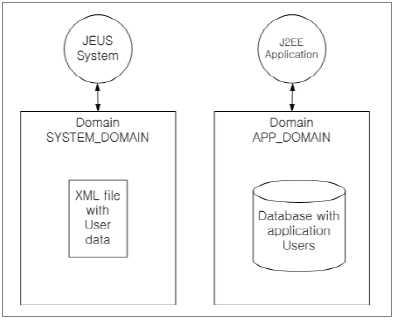 JEUS
System
J2EE
Application
Domain
SYSTEM_DOMAIN
XML file
with
User
data
Domain
APP_DOMAIN
Database with
application
Users